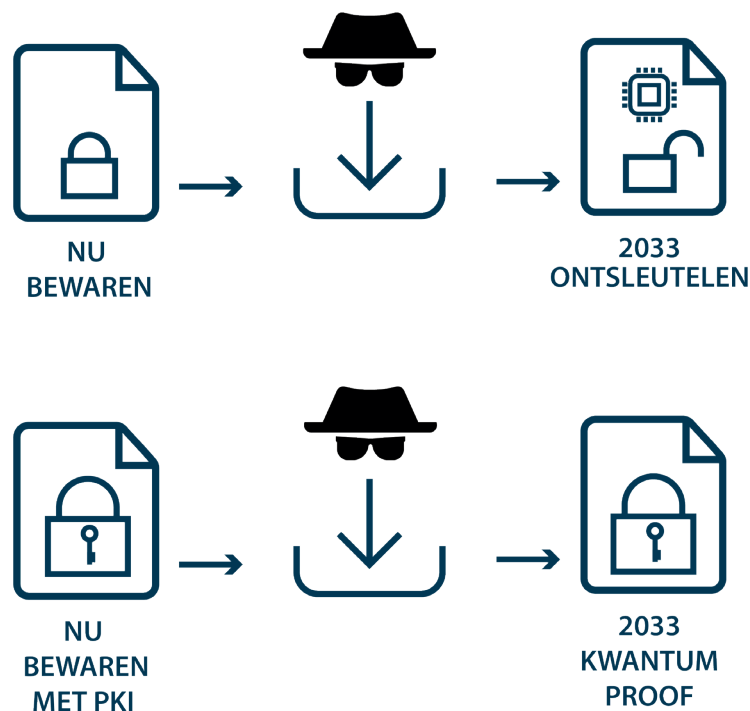 NU
BEWAREN
2033
ONTSLEUTELEN
NU
BEWAREN
MET PKI
2033
KWANTUM
PROOF